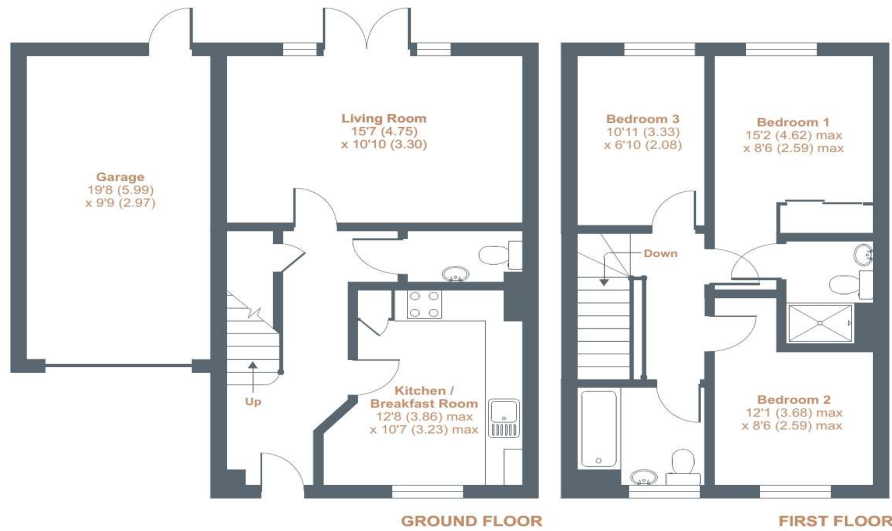 Garage
19'8 (5.99)
x 9'9 (2.97)
Living Room
15'7 (4.75)
x 10'10 (3.30)
Kitchen /
Breakfast Room
12'8 (3.86) max
x 10'7 (3.23) max
Up
GROUND FLOOR
Bedroom 3
10'11 (3.33)
x 6'10 (2.08)
Bedroom 1
15'2 (4.62) max
x 8'6 (2.59) max
Down
Bedroom 2
12'1 (3.68) max
x 8'6 (2.59) max
FIRST FLOOR